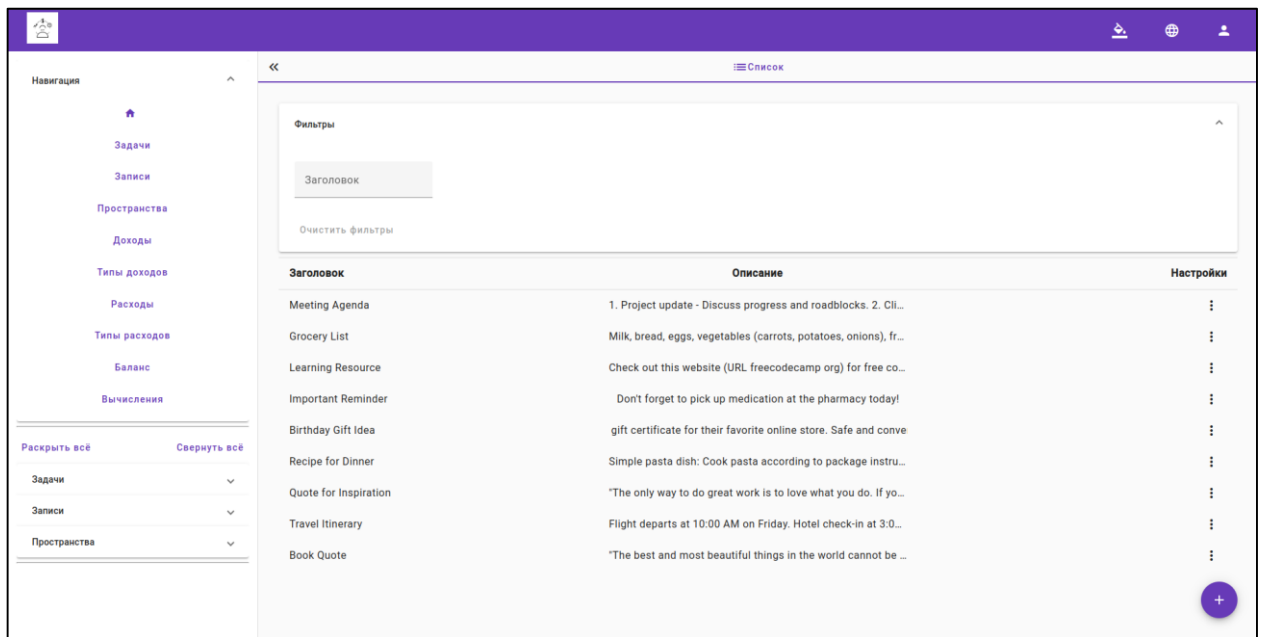 Список
Навигация
Задачи
Записи
Пространства
Доходы
Типы доходов
Расходы
Типы расходов
Баланс
Вычисления
Раскрыть всё Свернуть всё
Задачи
Записи
Пространства
Фильтры
Заголовок
Очистить фильтры
Заголовок Описание Настройки
Meeting Agenda 1. Project update - Discuss progress and roadblocks. 2. Cli...
Grocery List Milk, bread, eggs, vegetables (carrots, potatoes, onions), fr...
Learning Resource Check out this website (URL freecodecamp org) for free co...
Important Reminder Don't forget to pick up medication at the pharmacy today!
Birthday Gift Idea gift certificate for their favorite online store. Safe and conve
Recipe for Dinner Simple pasta dish: Cook pasta according to package instru...
Quote for Inspiration "The only way to do great work is to love what you do. If yo...
Travel Itinerary Flight departs at 10:00 AM on Friday. Hotel check-in at 3:0...
Book Quote "The best and most beautiful things in the world cannot be ...